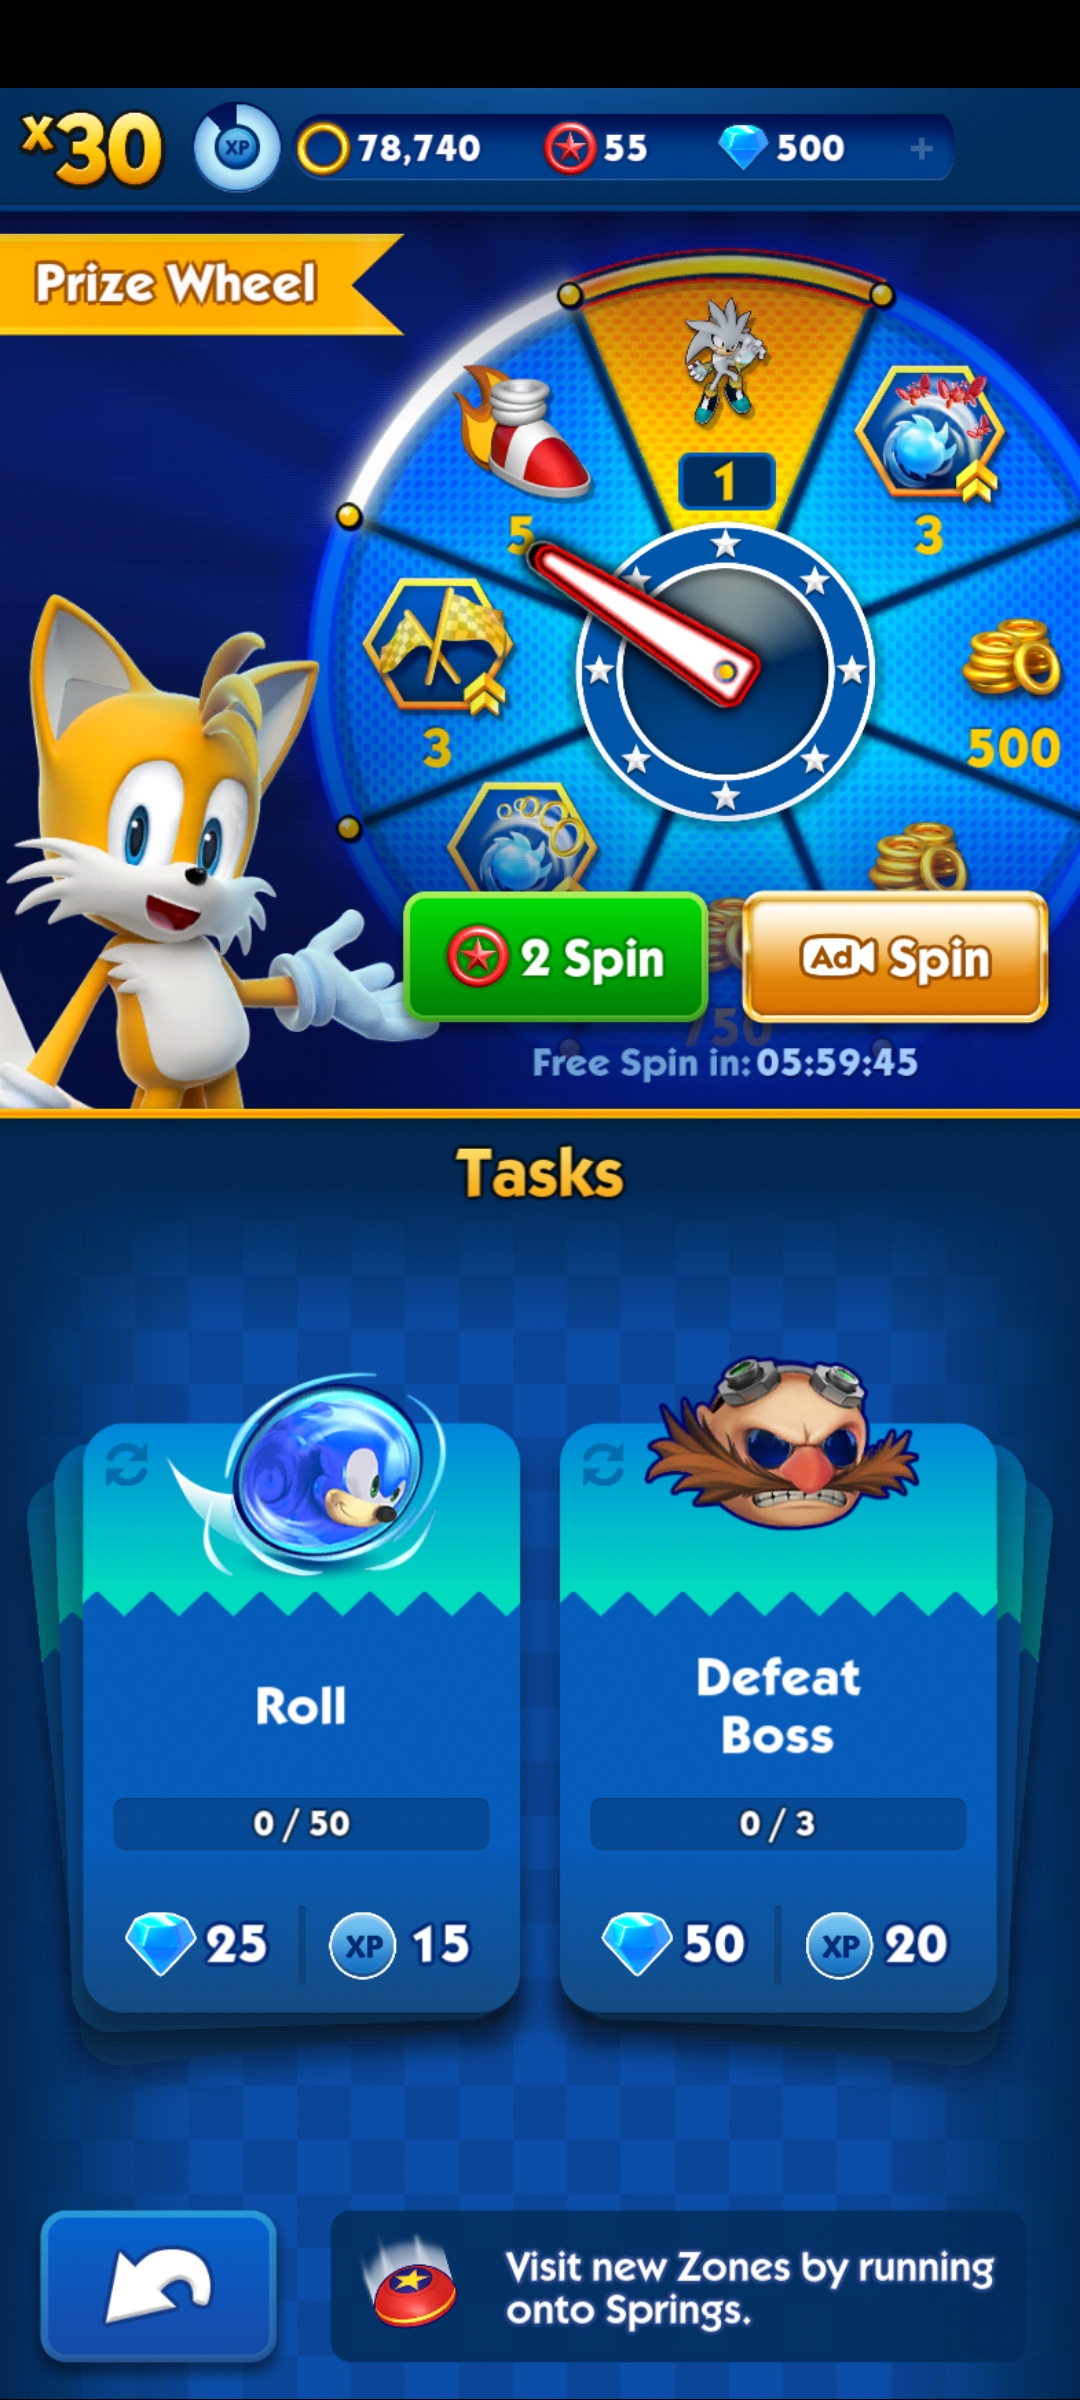 x30
XP
78,740
55
500
+
Prize Wheel
1
5
3
3
500
2 Spin
Ad Spin
750
Free Spin in: 05:59:45
Tasks
Roll
0 / 50
25
XP 15
Defeat
Boss
0 / 3
50
XP 20
Visit new Zones by running
onto Springs.